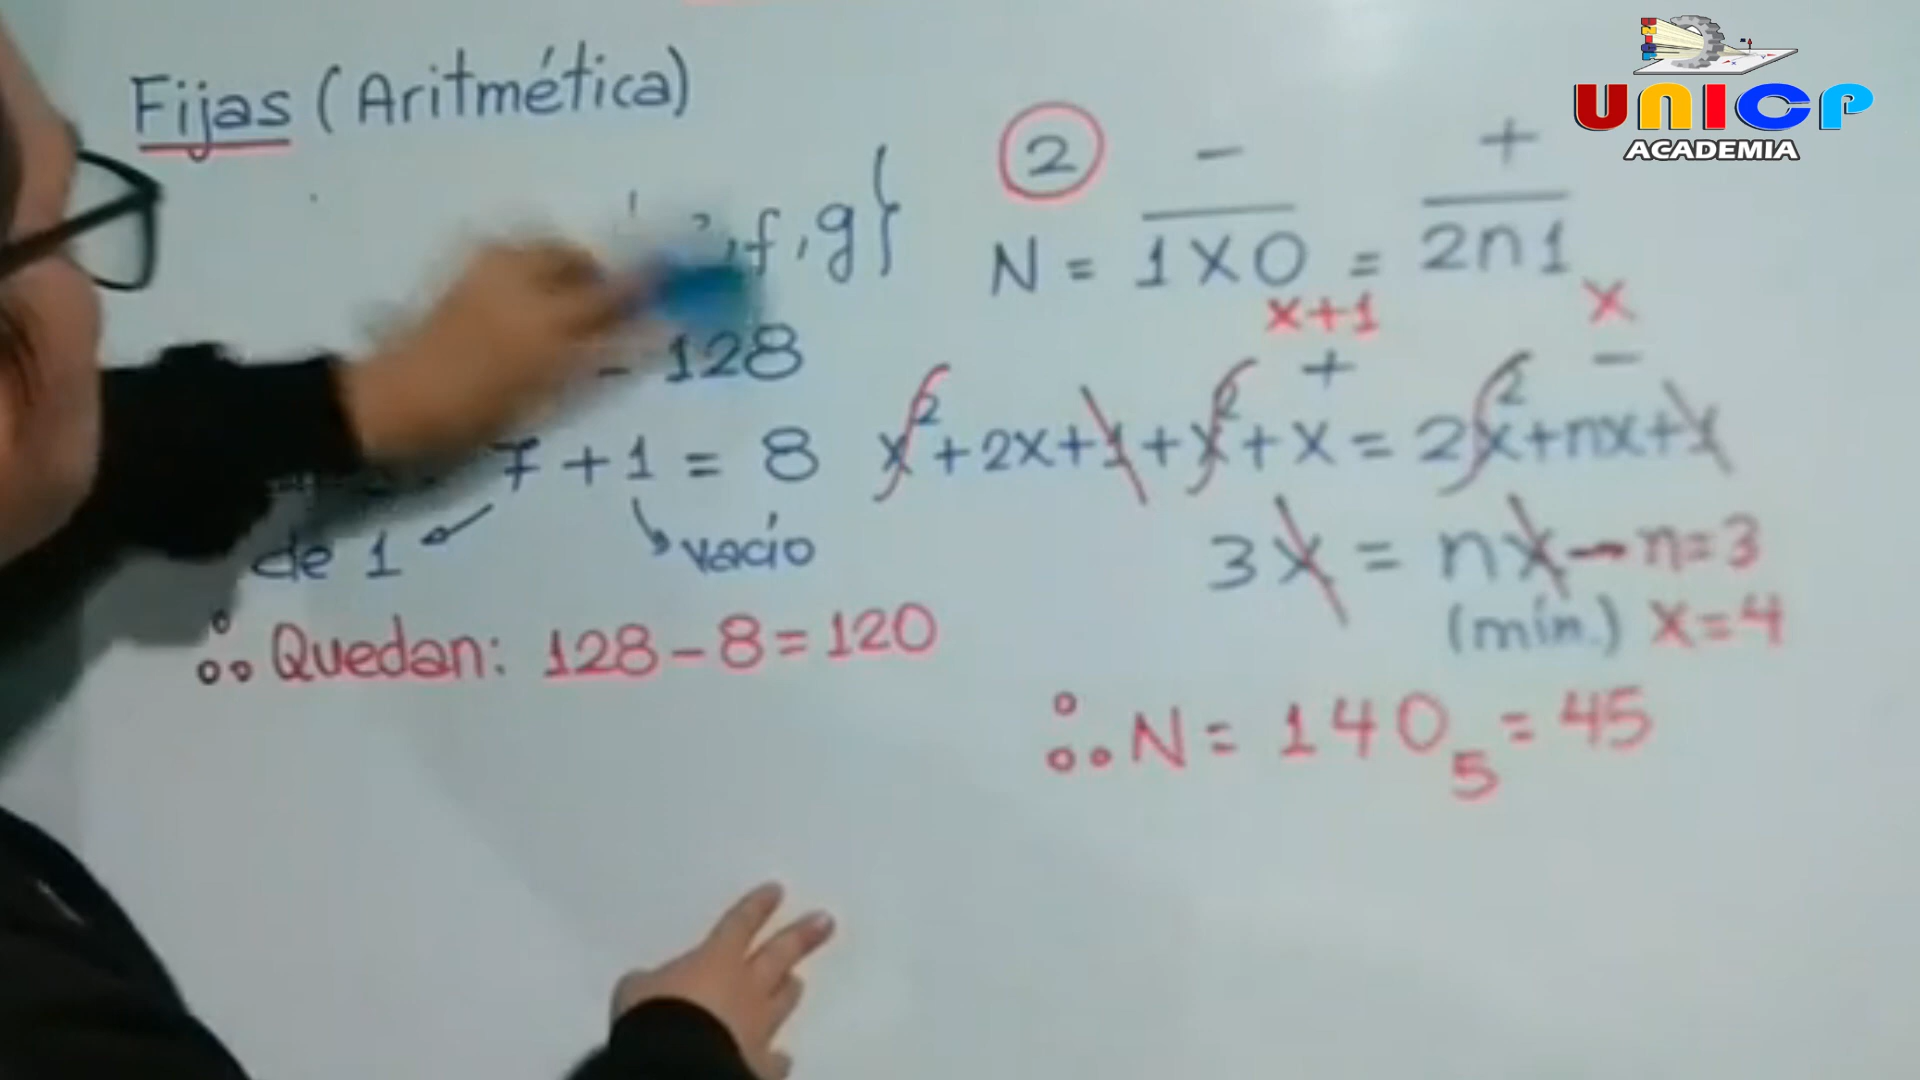 UNICP
ACADEMIA
Fijas (Aritmética)
,f,g}
- 128
7 + 1 = 8
de 1
vacío
Quedan: 128 - 8 = 120
2
- +
N = 1X0 = 2n1
x+1 x
+ -
x²+2x+1+x²+x = 2x²+nx+1
3x = nx → n=3
(mín.) x=4
∴ N = 140₅ = 45